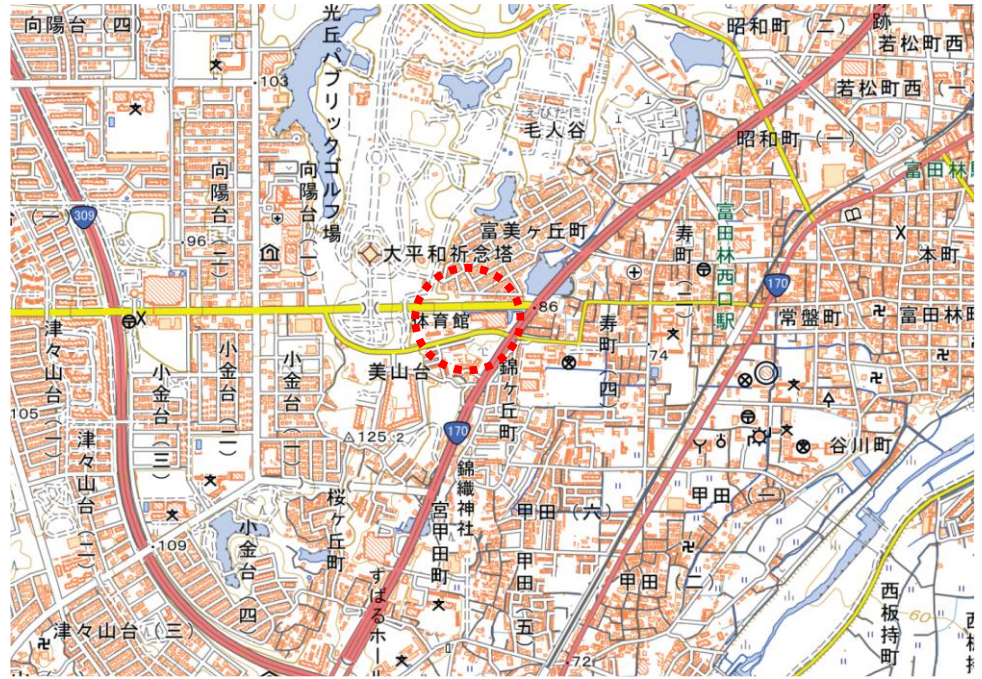 向陽台（四）
光丘パブリックゴルフ場
昭和町（二）
跡
若松町西
若松町西（一）
・103
えびたに
毛人谷
昭和町（一）
富田林
309
向陽台（二）
向陽台（一）
・96
富美ヶ丘町
大平和祈念塔
寿町（二）
富田林西口駅
本町
170
・86
体育館
常盤町
富田林町
津々山台（一）
小金台（三）
小金台（二）
小金台（一）
美山台
錦ヶ丘町
寿町（四）
・74
105
125.2
170
谷川町
津々山台（二）
桜ヶ丘町
錦織神社
宮甲田町
甲田（六）
甲田（一）
・109
小金台（四）
すばるホール
甲田（五）
甲田（二）
西板持町
60
津々山台（三）
・72